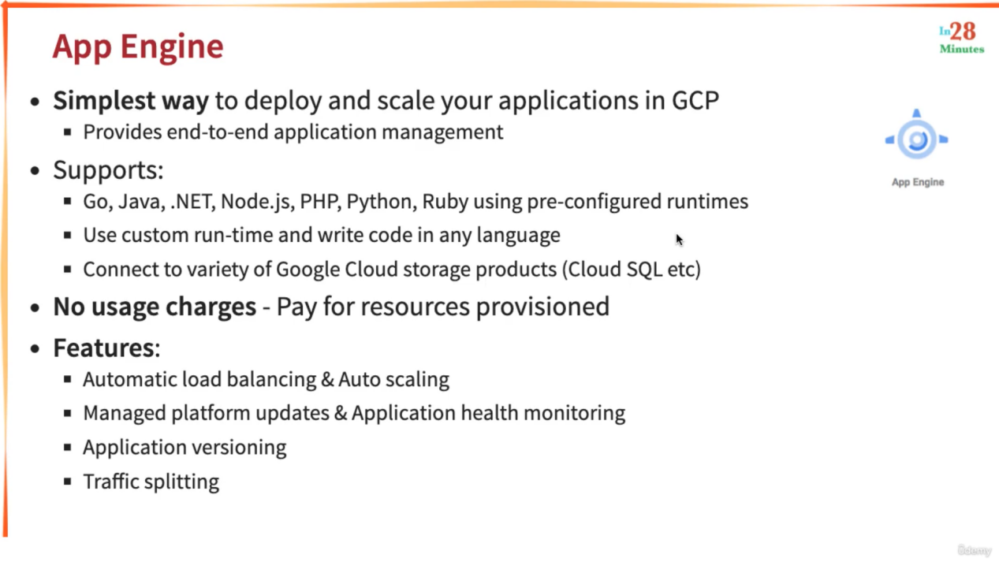 App Engine
In28
Minutes
• Simplest way to deploy and scale your applications in GCP
▪ Provides end-to-end application management
• Supports:
▪ Go, Java, .NET, Node.js, PHP, Python, Ruby using pre-configured runtimes
▪ Use custom run-time and write code in any language
▪ Connect to variety of Google Cloud storage products (Cloud SQL etc)
• No usage charges - Pay for resources provisioned
• Features:
▪ Automatic load balancing & Auto scaling
▪ Managed platform updates & Application health monitoring
▪ Application versioning
▪ Traffic splitting
App Engine
ûdemy